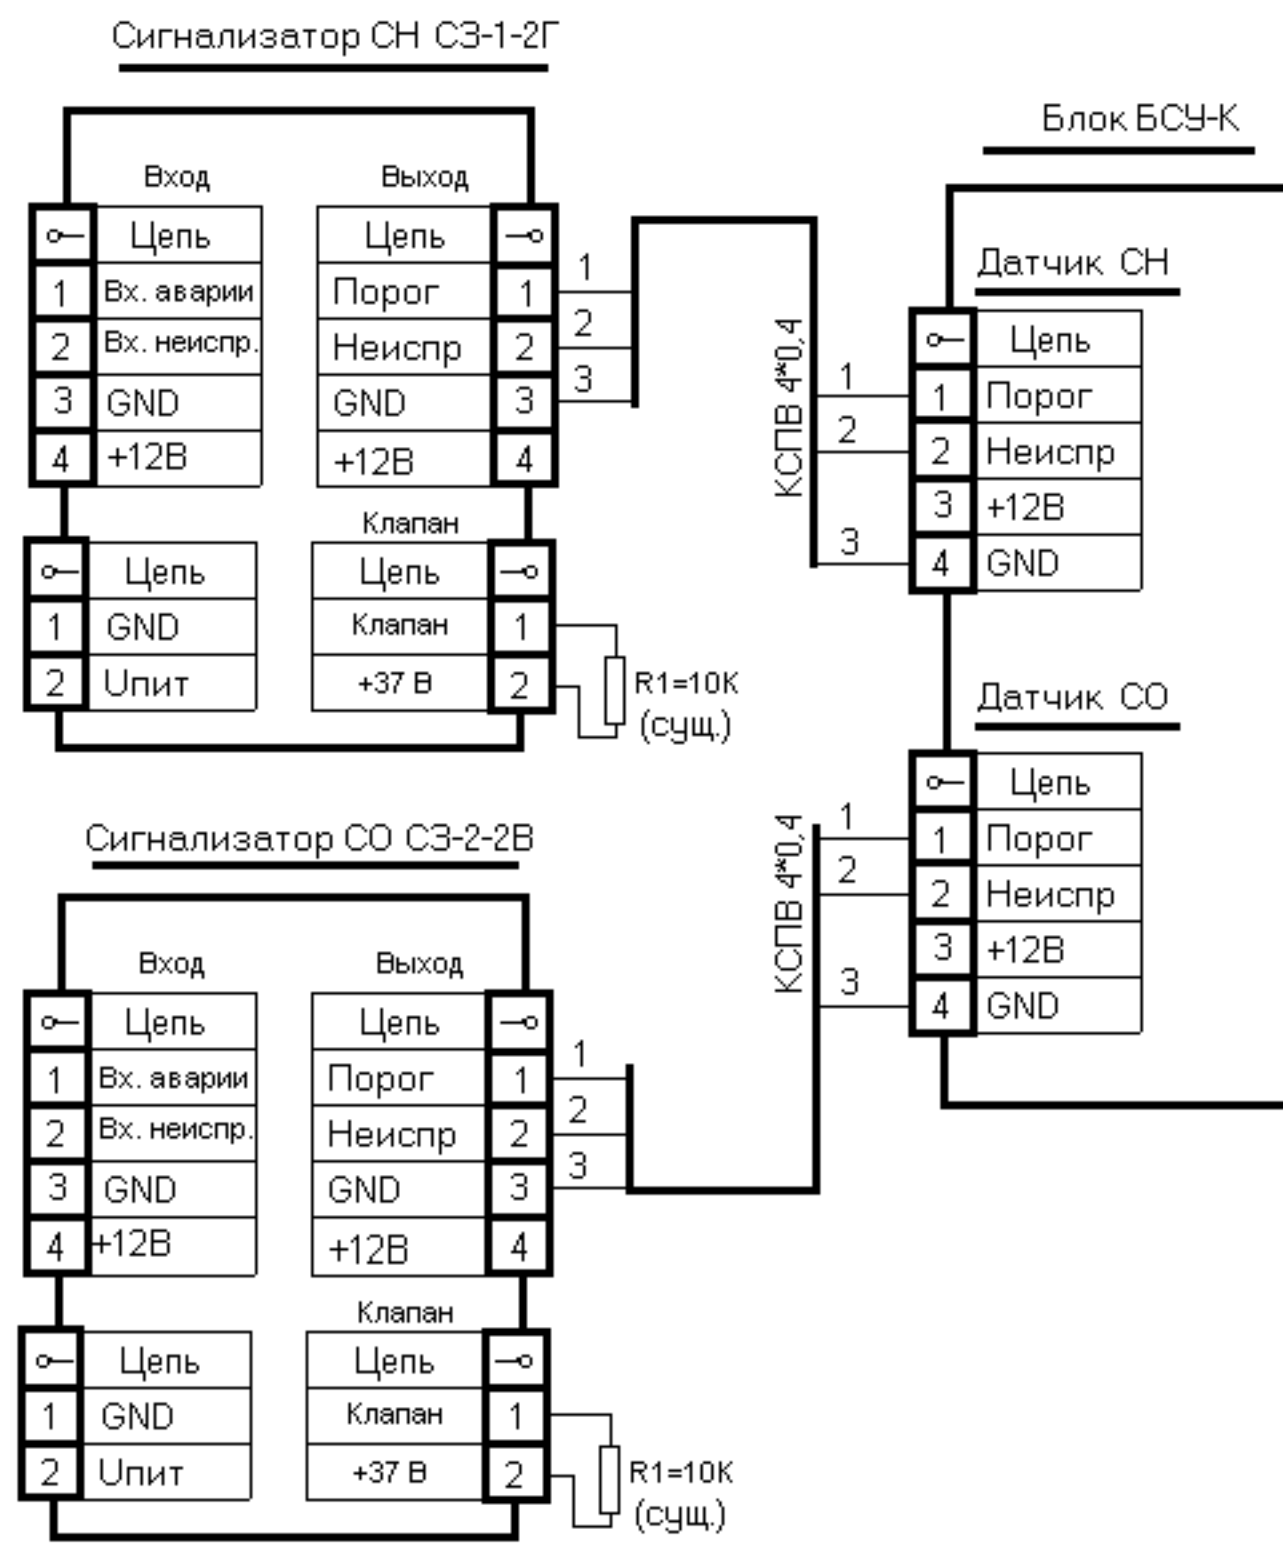 Сигнализатор СН СЗ-1-2Г
Вход
Цепь
1 Вх. аварии
2 Вх. неиспр.
3 GND
4 +12В
Цепь
1 GND
2 Uпит
Выход
Цепь
Порог 1
Неиспр 2
GND 3
+12В 4
Клапан
Цепь
Клапан 1
+37 В 2
1
2
3
R1=10К
(сущ.)
КСПВ 4*0,4
1
2
3
Блок БСУ-К
Датчик СН
Цепь
1 Порог
2 Неиспр
3 +12В
4 GND
Датчик СО
Цепь
1 Порог
2 Неиспр
3 +12В
4 GND
КСПВ 4*0,4
1
2
3
Сигнализатор СО СЗ-2-2В
Вход
Цепь
1 Вх. аварии
2 Вх. неиспр.
3 GND
4 +12В
Цепь
1 GND
2 Uпит
Выход
Цепь
Порог 1
Неиспр 2
GND 3
+12В 4
Клапан
Цепь
Клапан 1
+37 В 2
1
2
3
R1=10К
(сущ.)